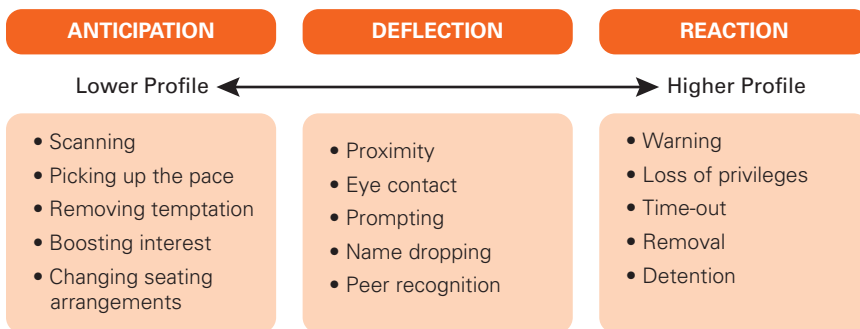 ANTICIPATION
DEFLECTION
REACTION
Lower Profile
Higher Profile
• Scanning
• Picking up the pace
• Removing temptation
• Boosting interest
• Changing seating
arrangements
• Proximity
• Eye contact
• Prompting
• Name dropping
• Peer recognition
• Warning
• Loss of privileges
• Time-out
• Removal
• Detention